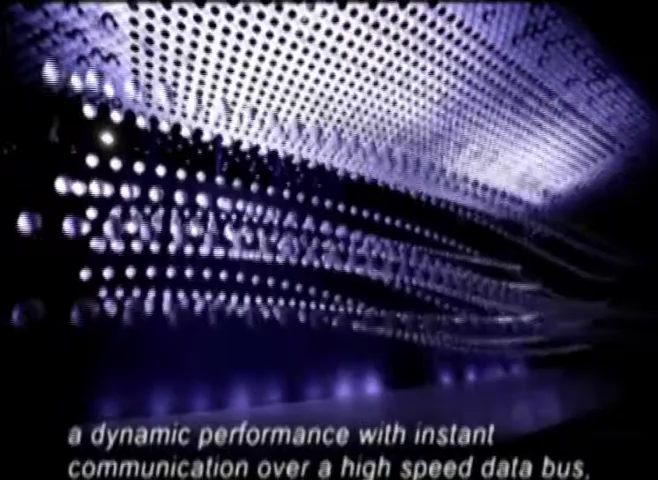 a dynamic performance with instant
communication over a high speed data bus,